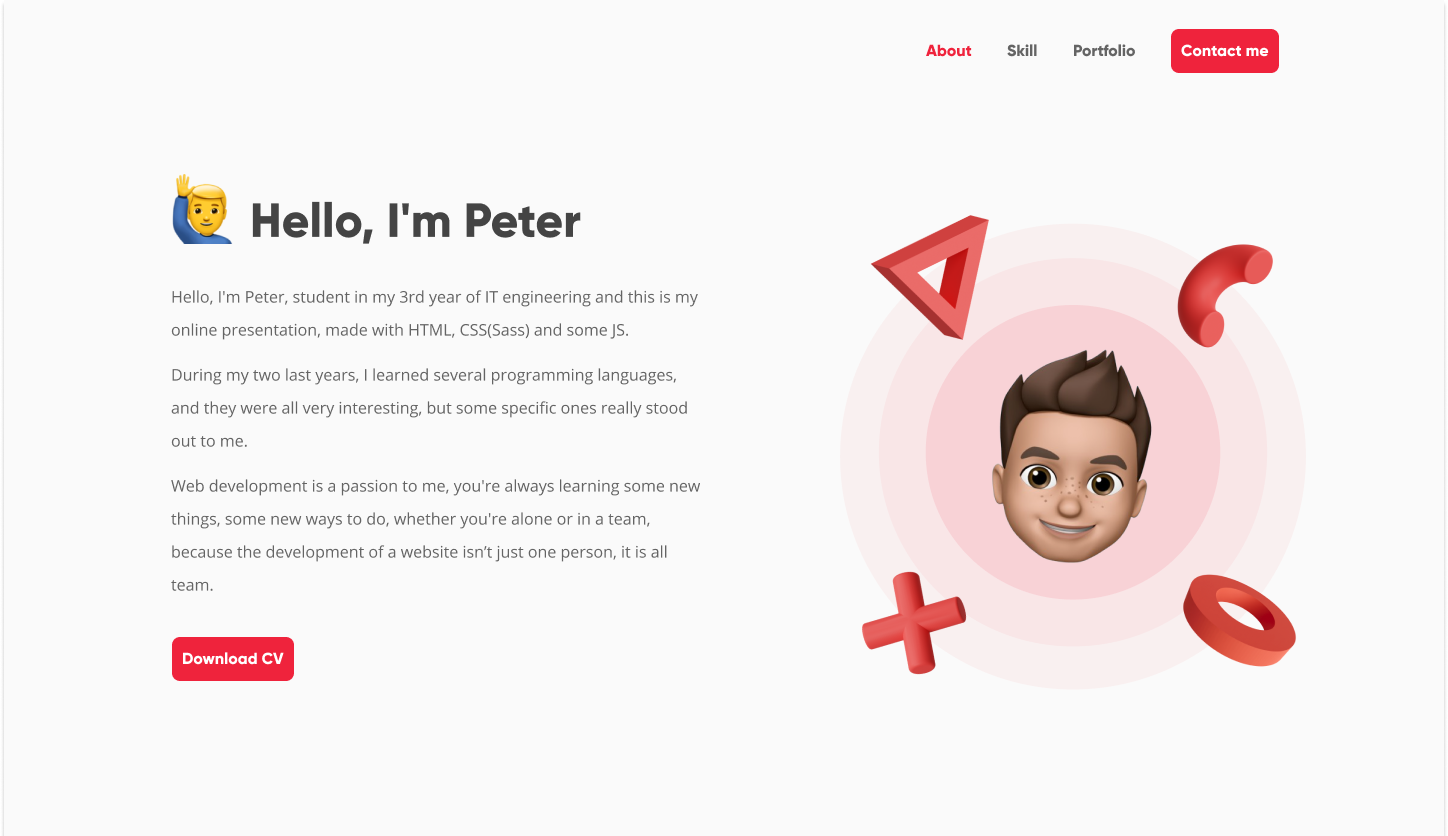 About Skill Portfolio Contact me
Hello, I'm Peter
Hello, I'm Peter, student in my 3rd year of IT engineering and this is my
online presentation, made with HTML, CSS(Sass) and some JS.
During my two last years, I learned several programming languages,
and they were all very interesting, but some specific ones really stood
out to me.
Web development is a passion to me, you're always learning some new
things, some new ways to do, whether you're alone or in a team,
because the development of a website isn’t just one person, it is all
team.
Download CV